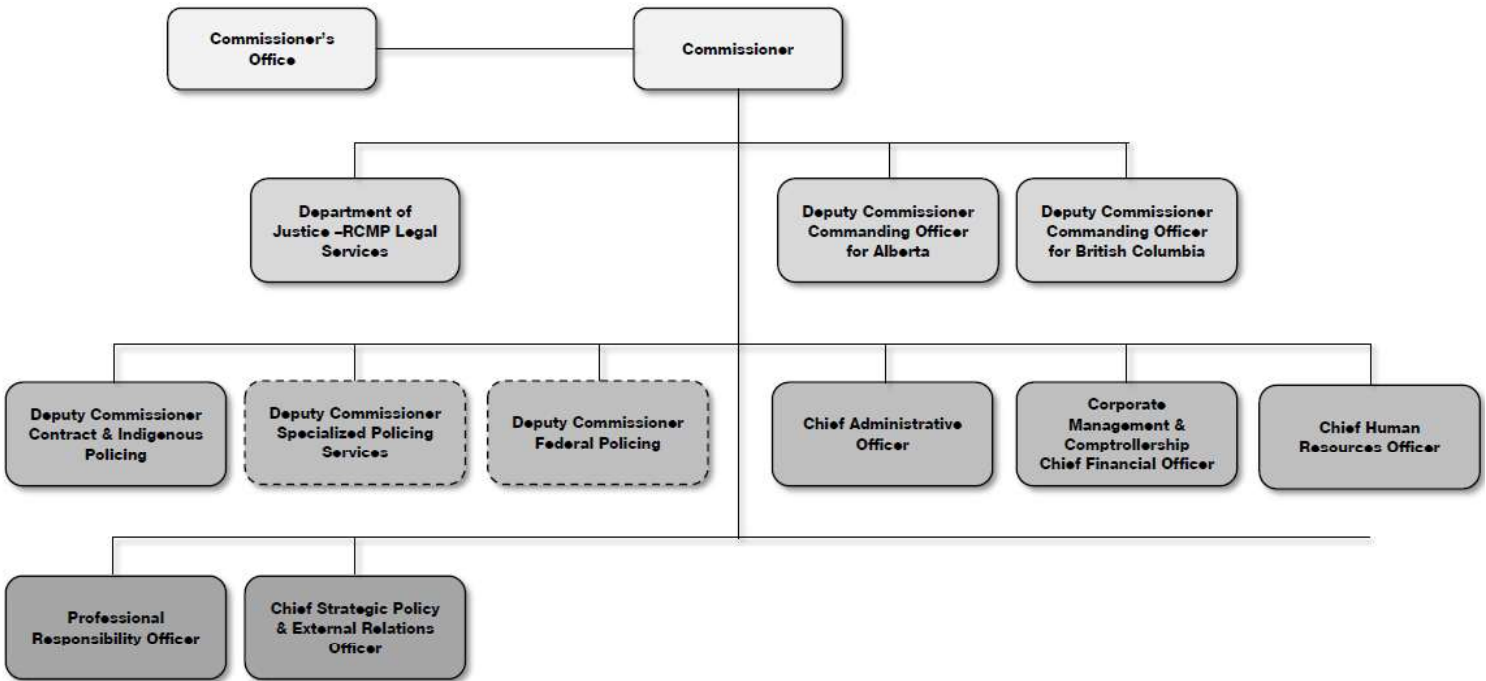 Commissioner's
Office
Commissioner
Department of
Justice –RCMP Legal
Services
Deputy Commissioner
Commanding Officer
for Alberta
Deputy Commissioner
Commanding Officer
for British Columbia
Deputy Commissioner
Contract & Indigenous
Policing
Deputy Commissioner
Specialized Policing
Services
Deputy Commissioner
Federal Policing
Chief Administrative
Officer
Corporate
Management &
Comptrollership
Chief Financial Officer
Chief Human
Resources Officer
Professional
Responsibility Officer
Chief Strategic Policy
& External Relations
Officer